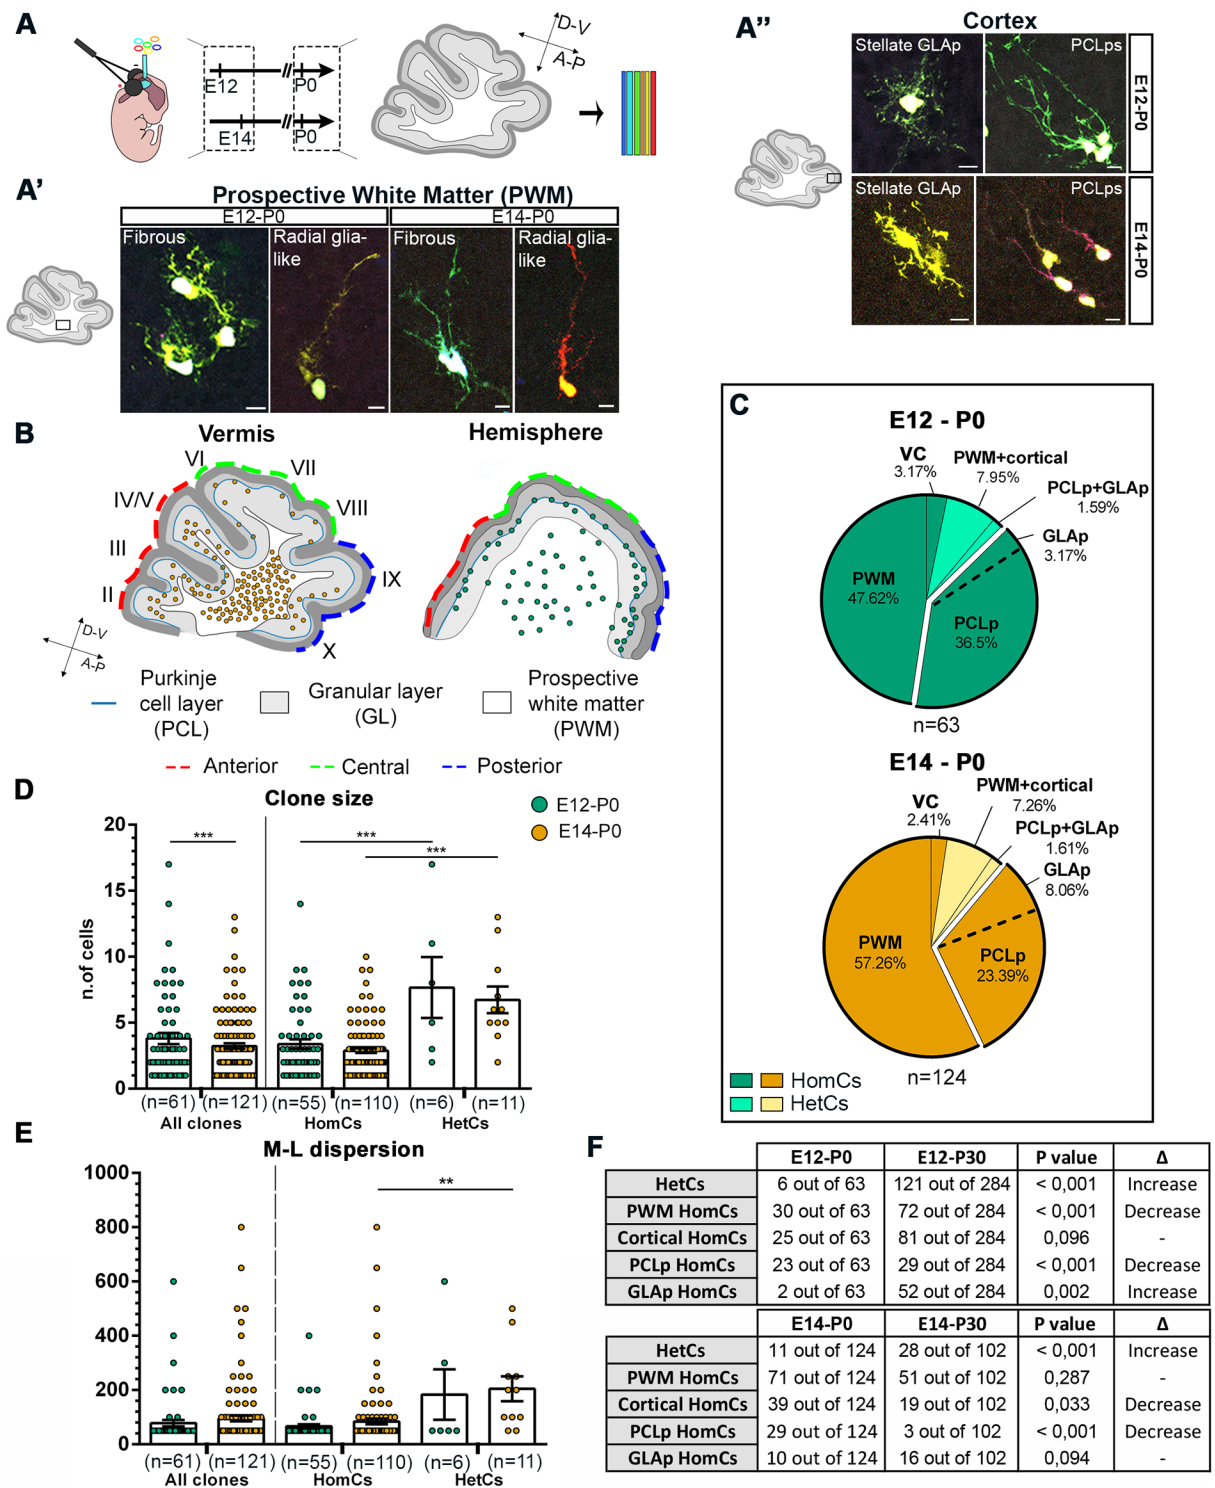 A
E12
P0
E14
P0
D-V
A-P
A''
Cortex
Stellate GLAp
PCLps
E12-P0
Stellate GLAp
PCLps
E14-P0
A'
Prospective White Matter (PWM)
E12-P0
E14-P0
Fibrous
Radial glia-
like
Fibrous
Radial glia-
like
B
Vermis
Hemisphere
VI
VII
IV/V
VIII
III
IX
II
X
D-V
A-P
Purkinje
cell layer
(PCL)
Granular layer
(GL)
Prospective
white matter
(PWM)
Anterior
Central
Posterior
C
E12 - P0
VC
3.17%
PWM+cortical
7.95%
PCLp+GLAp
1.59%
GLAp
3.17%
PWM
47.62%
PCLp
36.5%
n=63
E14 - P0
VC
2.41%
PWM+cortical
7.26%
PCLp+GLAp
1.61%
GLAp
8.06%
PWM
57.26%
PCLp
23.39%
n=124
HomCs
HetCs
D
Clone size
E12-P0
E14-P0
n.of cells
20
15
10
5
0
***
***
***
(n=61) (n=121) (n=55) (n=110) (n=6) (n=11)
All clones HomCs HetCs
E
M-L dispersion
1000
800
600
400
200
0
**
(n=61) (n=121) (n=55) (n=110) (n=6) (n=11)
All clones HomCs HetCs
F
E12-P0 E12-P30 P value Δ
HetCs 6 out of 63 121 out of 284 < 0,001 Increase
PWM HomCs 30 out of 63 72 out of 284 < 0,001 Decrease
Cortical HomCs 25 out of 63 81 out of 284 0,096 -
PCLp HomCs 23 out of 63 29 out of 284 < 0,001 Decrease
GLAp HomCs 2 out of 63 52 out of 284 0,002 Increase
E14-P0 E14-P30 P value Δ
HetCs 11 out of 124 28 out of 102 < 0,001 Increase
PWM HomCs 71 out of 124 51 out of 102 0,287 -
Cortical HomCs 39 out of 124 19 out of 102 0,033 Decrease
PCLp HomCs 29 out of 124 3 out of 102 < 0,001 Decrease
GLAp HomCs 10 out of 124 16 out of 102 0,094 -